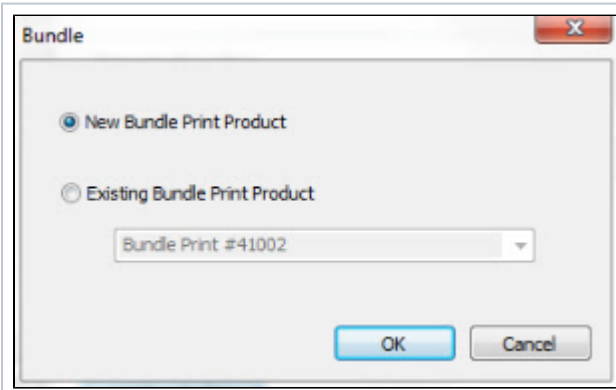 Bundle
New Bundle Print Product
Existing Bundle Print Product
Bundle Print #41002
OK Cancel